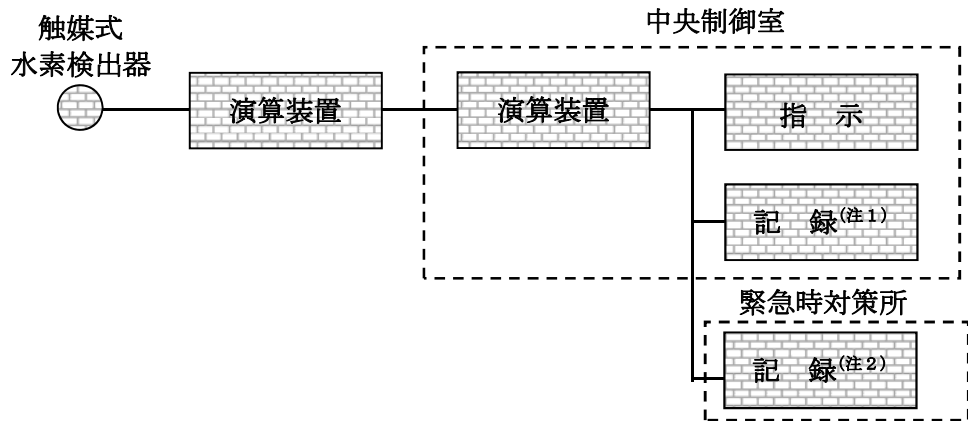 触媒式
水素検出器
中央制御室
演算装置
演算装置
指 示
記 録(注1)
緊急時対策所
記 録(注2)